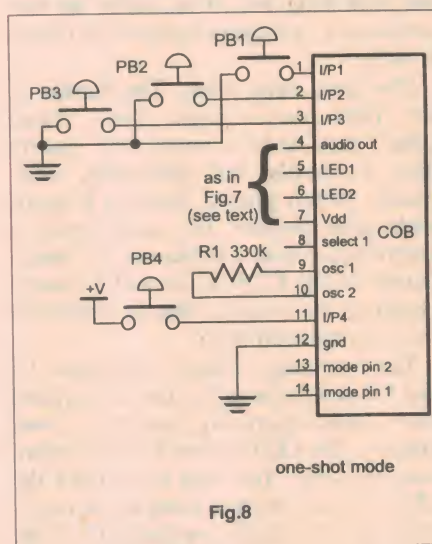 PB1
PB2
PB3
1 I/P1
2 I/P2
3 I/P3
4 audio out
5 LED1
6 LED2
7 Vdd
8 select 1
9 osc 1
10 osc 2
11 I/P4
12 gnd
13 mode pin 2
14 mode pin 1
COB
as in
Fig.7
(see text)
R1 330k
PB4
+V
one-shot mode
Fig.8